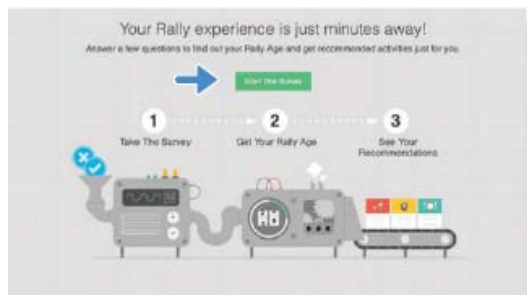 Your Rally experience is just minutes away!
Answer a few questions to find out your Rally Age and get recommended activities just for you.
Start The Survey
1
2
3
Take The Survey
Get Your Rally Age
See Your
Recommendations